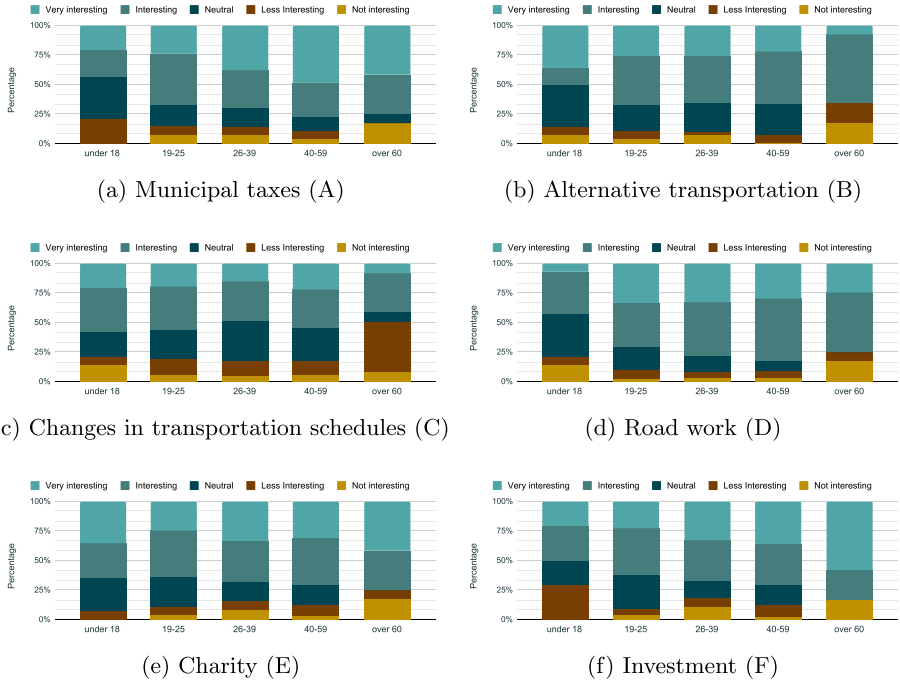 Very interesting Interesting Neutral Less Interesting Not interesting
Percentage
100%
75%
50%
25%
0%
under 18 19-25 26-39 40-59 over 60
(a) Municipal taxes (A)
Very interesting Interesting Neutral Less Interesting Not interesting
Percentage
100%
75%
50%
25%
0%
under 18 19-25 26-39 40-59 over 60
(b) Alternative transportation (B)
Very interesting Interesting Neutral Less Interesting Not interesting
Percentage
100%
75%
50%
25%
0%
under 18 19-25 26-39 40-59 over 60
c) Changes in transportation schedules (C)
Very interesting Interesting Neutral Less Interesting Not interesting
Percentage
100%
75%
50%
25%
0%
under 18 19-25 26-39 40-59 over 60
(d) Road work (D)
Very interesting Interesting Neutral Less Interesting Not interesting
Percentage
100%
75%
50%
25%
0%
under 18 19-25 26-39 40-59 over 60
(e) Charity (E)
Very interesting Interesting Neutral Less Interesting Not interesting
Percentage
100%
75%
50%
25%
0%
under 18 19-25 26-39 40-59 over 60
(f) Investment (F)